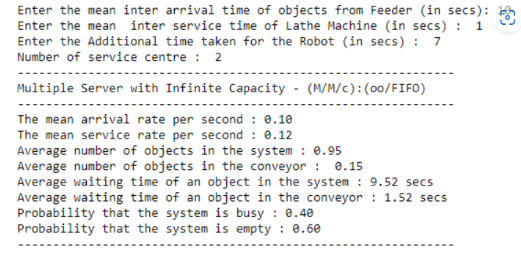 Enter the mean inter arrival time of objects from Feeder (in secs):
Enter the mean  inter service time of Lathe Machine (in secs) :  1
Enter the Additional time taken for the Robot (in secs) :  7
Number of service centre :  2
--------------------------------------------------------------
Multiple Server with Infinite Capacity - (M/M/c):(oo/FIFO)
--------------------------------------------------------------
The mean arrival rate per second : 0.10
The mean service rate per second : 0.12
Average number of objects in the system : 0.95
Average number of objects in the conveyor :  0.15
Average waiting time of an object in the system : 9.52 secs
Average waiting time of an object in the conveyor : 1.52 secs
Probability that the system is busy : 0.40
Probability that the system is empty : 0.60
--------------------------------------------------------------